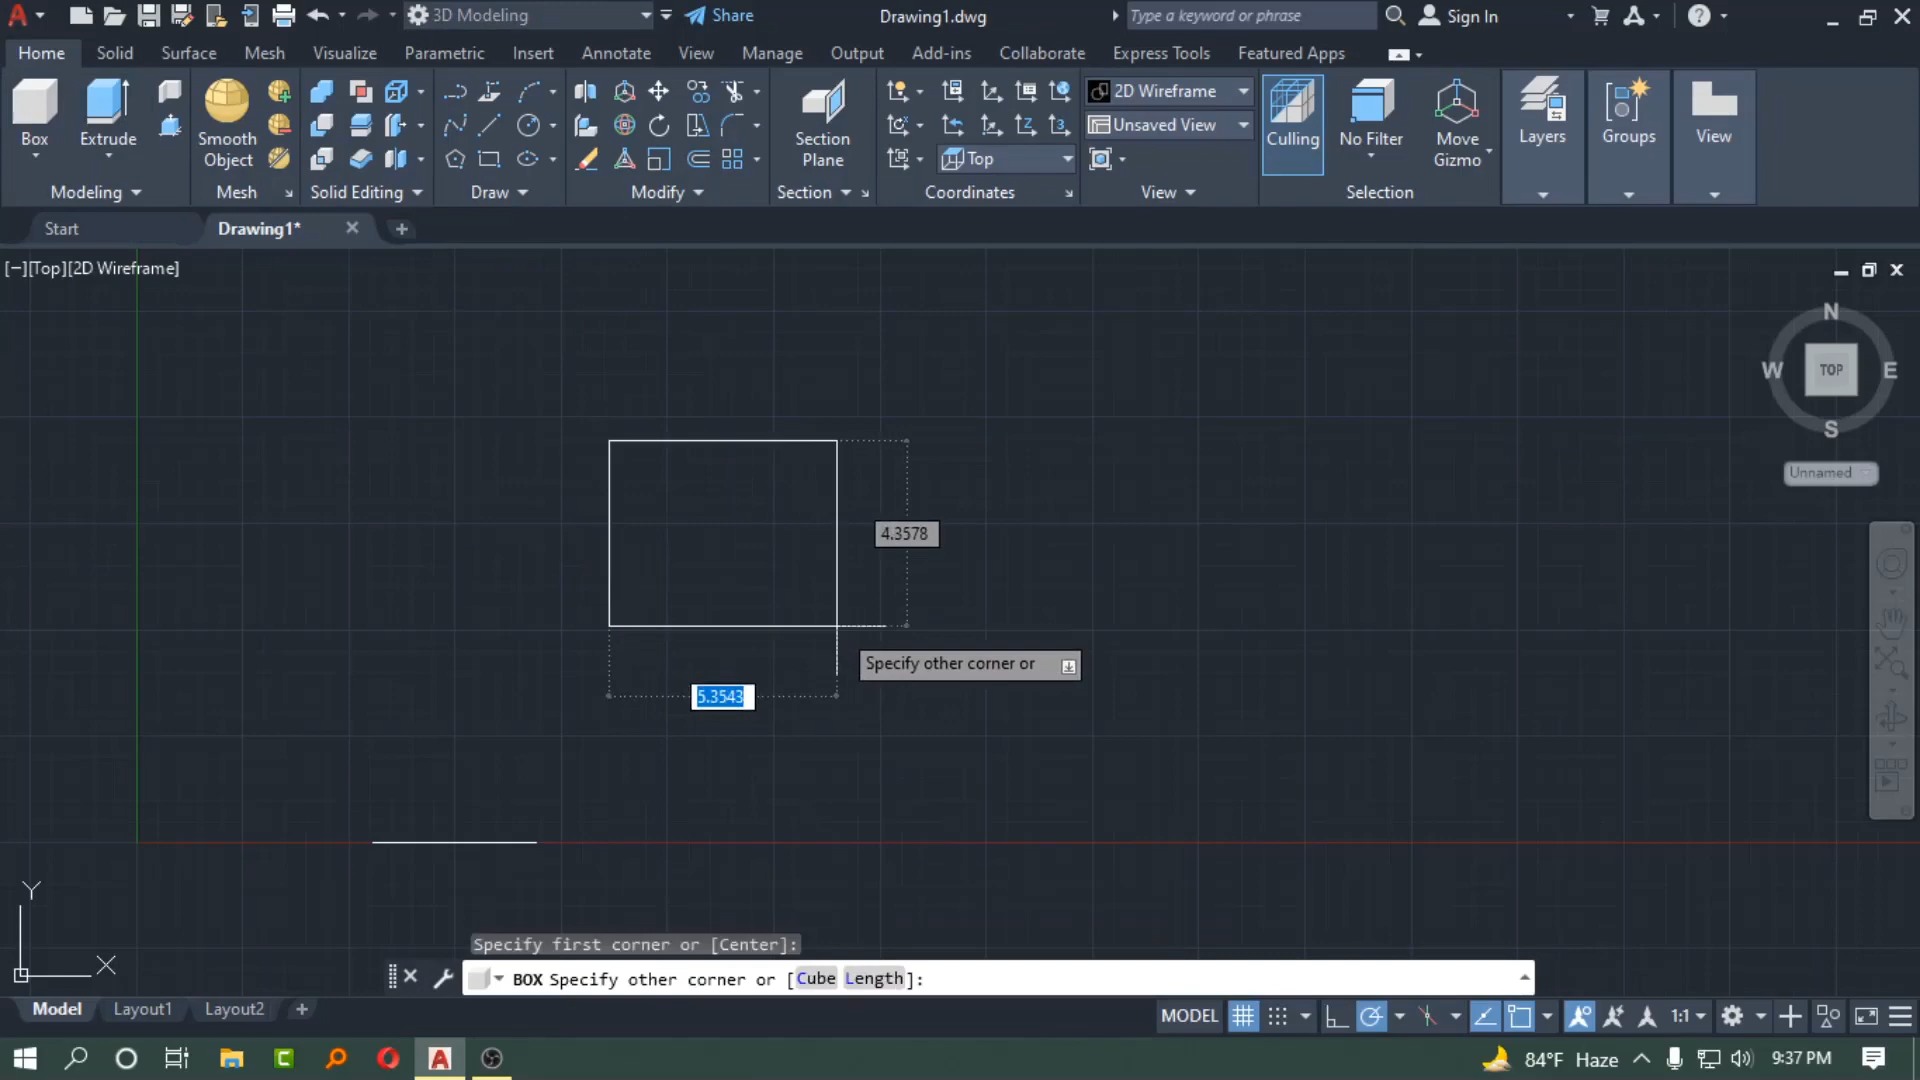 3D Modeling
Share
Drawing1.dwg
Type a keyword or phrase
Sign In
Home Solid Surface Mesh Visualize Parametric Insert Annotate View Manage Output Add-ins Collaborate Express Tools Featured Apps
Box
Extrude
Smooth
Object
Section
Plane
Top
2D Wireframe
Unsaved View
Culling
No Filter
Move
Gizmo
Layers
Groups
View
Modeling
Mesh
Solid Editing
Draw
Modify
Section
Coordinates
View
Selection
Start
Drawing1*
[−][Top][2D Wireframe]
N
W TOP E
S
Unnamed
4.3578
Specify other corner or
5.3543
Y
X
Specify first corner or [Center]:
BOX Specify other corner or [Cube Length]:
Model Layout1 Layout2
MODEL
1:1
84°F Haze
9:37 PM